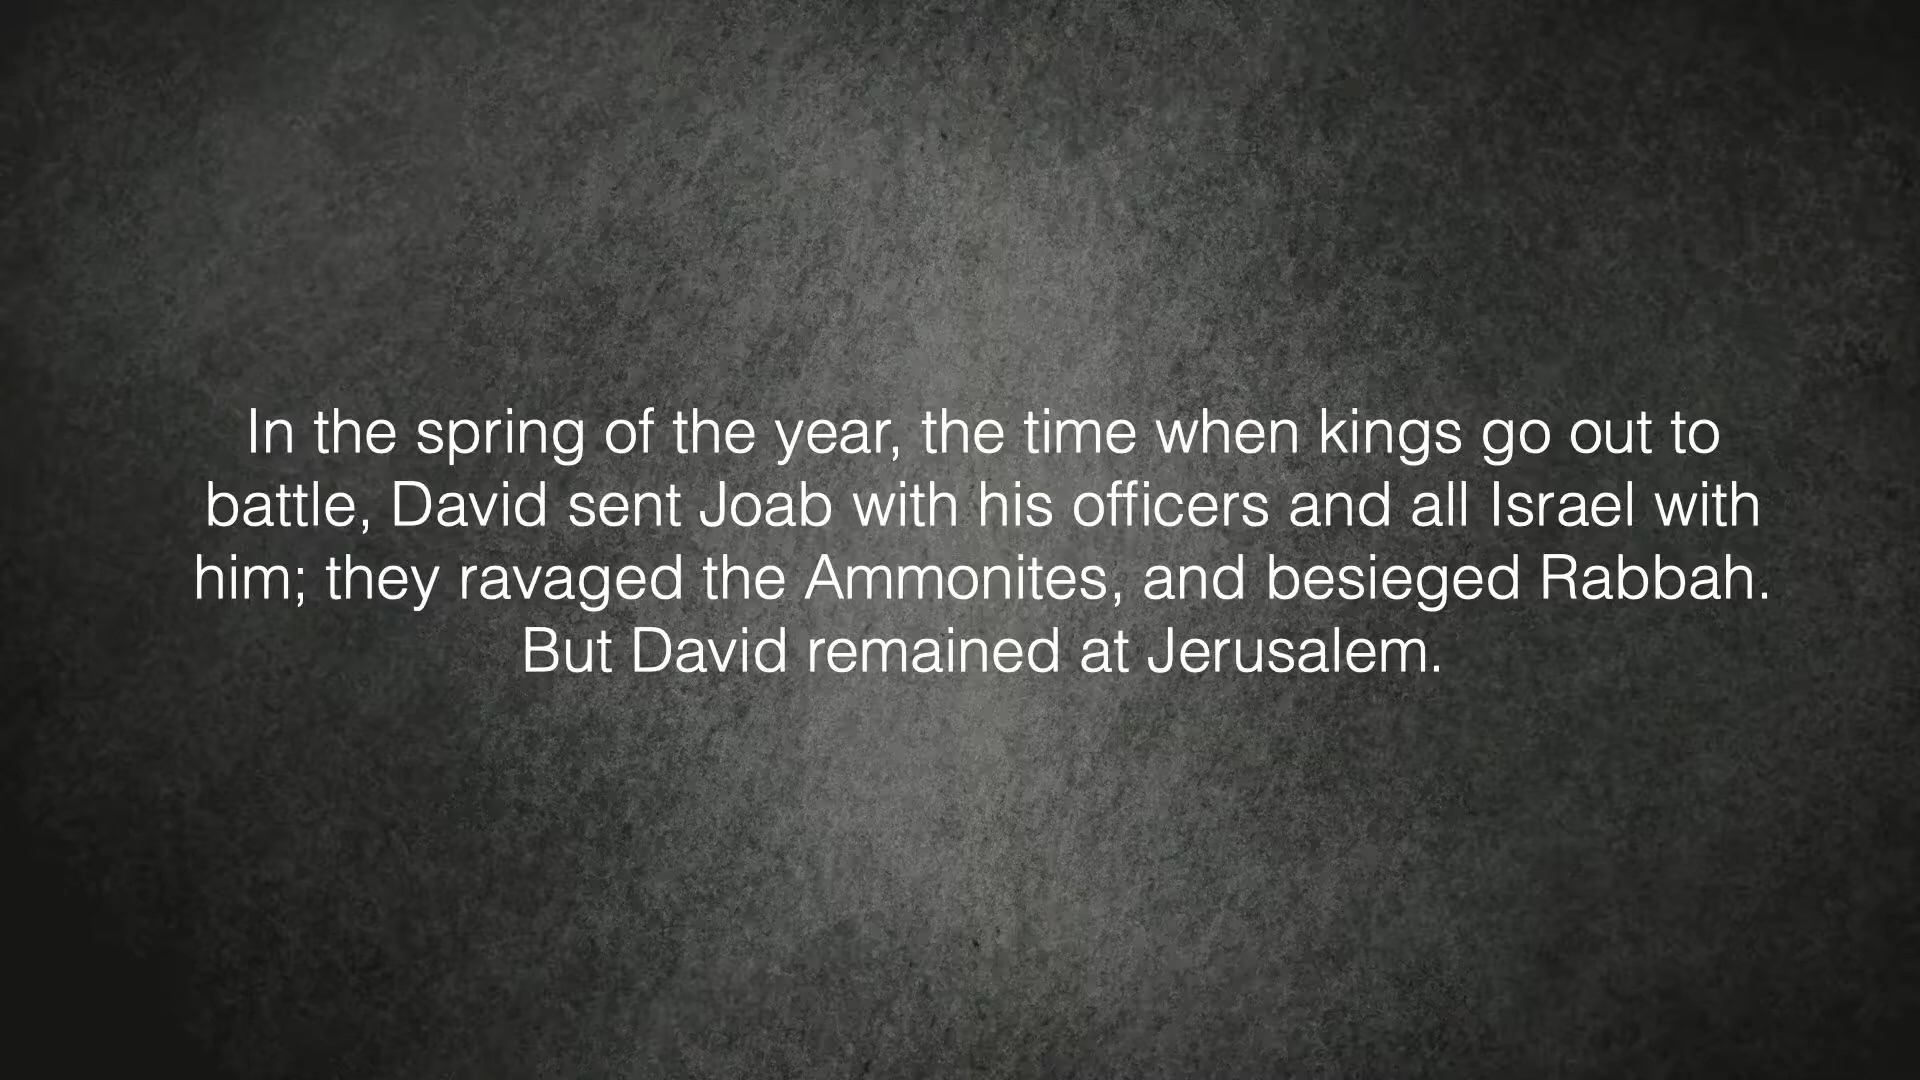 In the spring of the year, the time when kings go out to
battle, David sent Joab with his officers and all Israel with
him; they ravaged the Ammonites, and besieged Rabbah.
But David remained at Jerusalem.